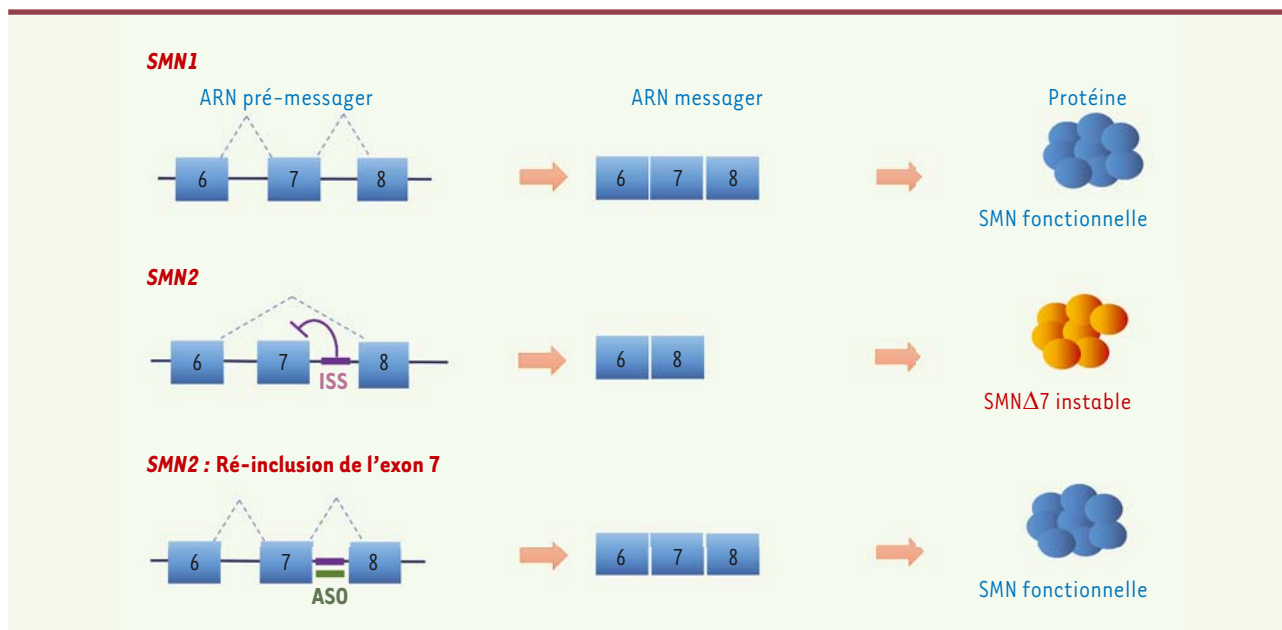 SMN1
ARN pré-messager ARN messager Protéine
6 7 8 6 7 8
SMN fonctionnelle
SMN2
6 7 8 6 8
ISS
SMNΔ7 instable
SMN2 : Ré-inclusion de l'exon 7
6 7 8 6 7 8
ASO
SMN fonctionnelle